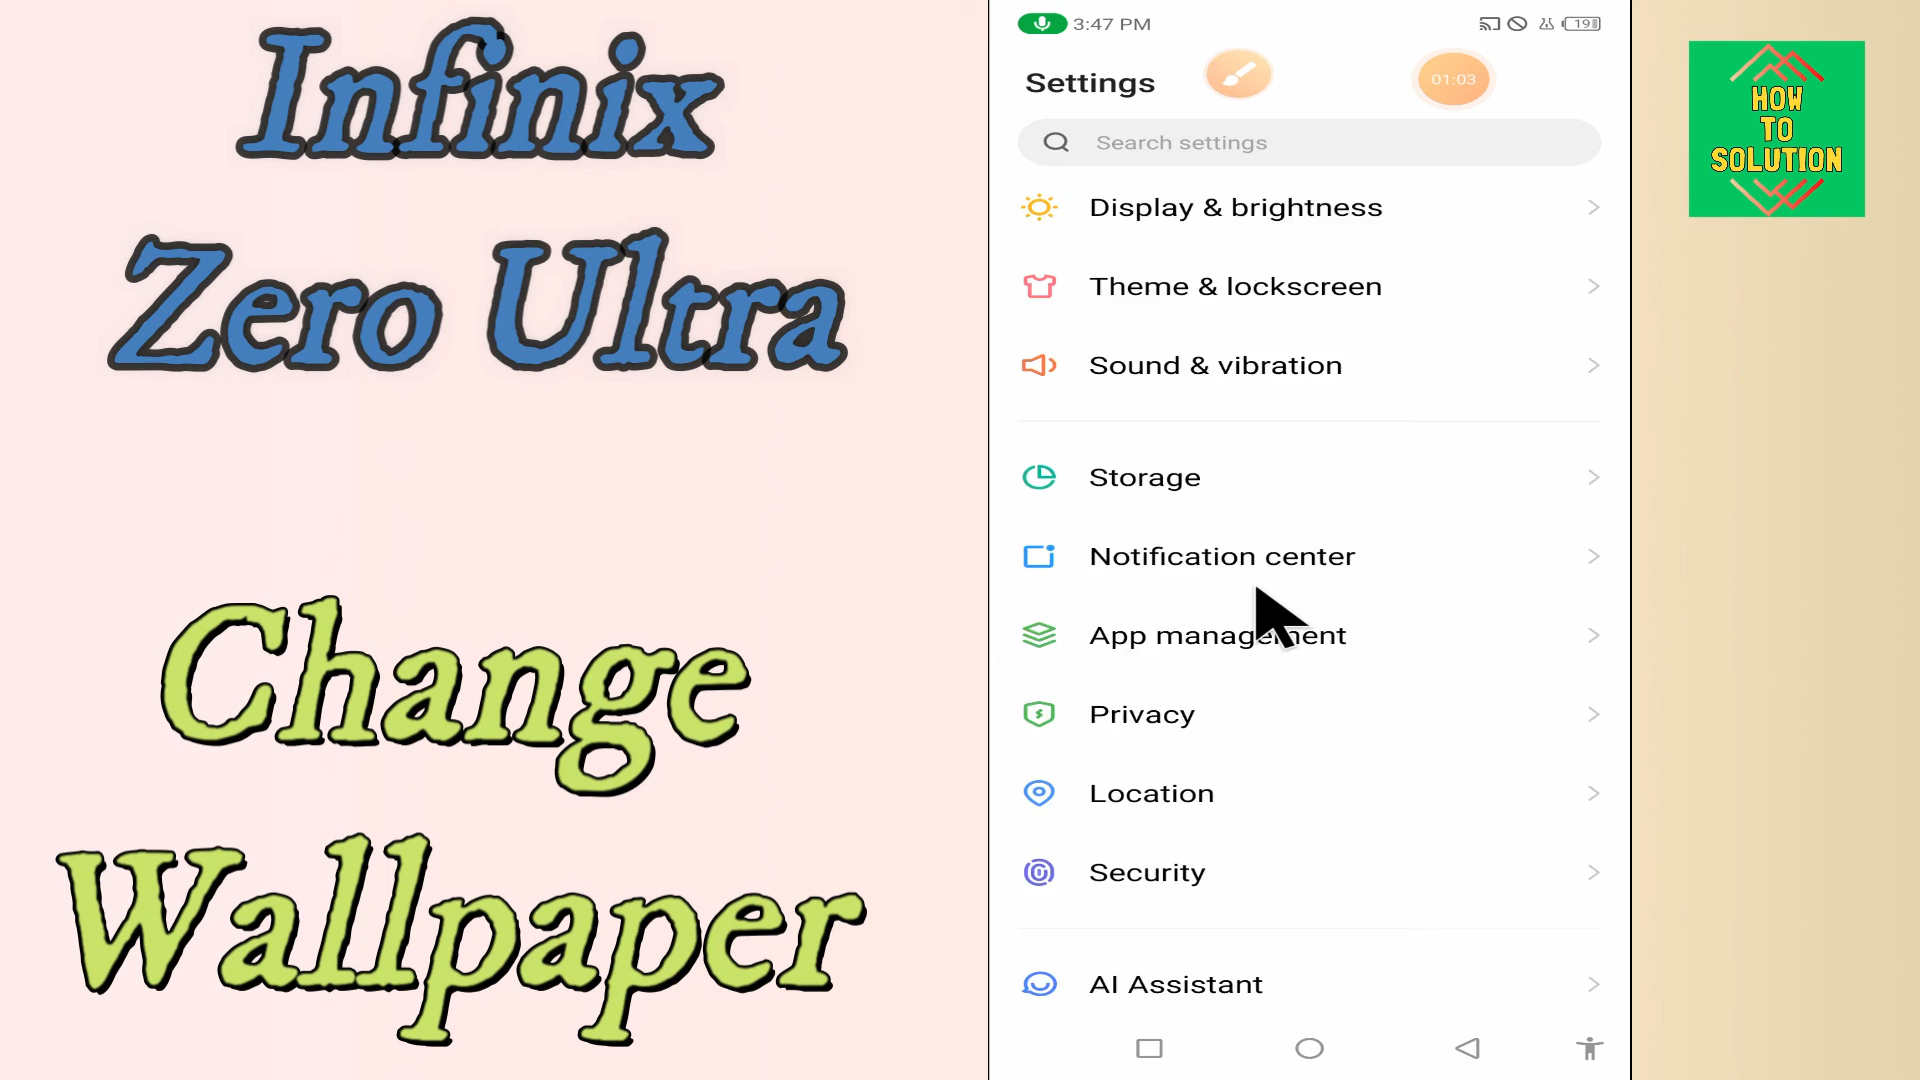 Infinix
Zero Ultra
Change
Wallpaper
3:47 PM
19
Settings
01:03
Search settings
Display & brightness
Theme & lockscreen
Sound & vibration
Storage
Notification center
App management
Privacy
Location
Security
AI Assistant
HOW
TO
SOLUTION